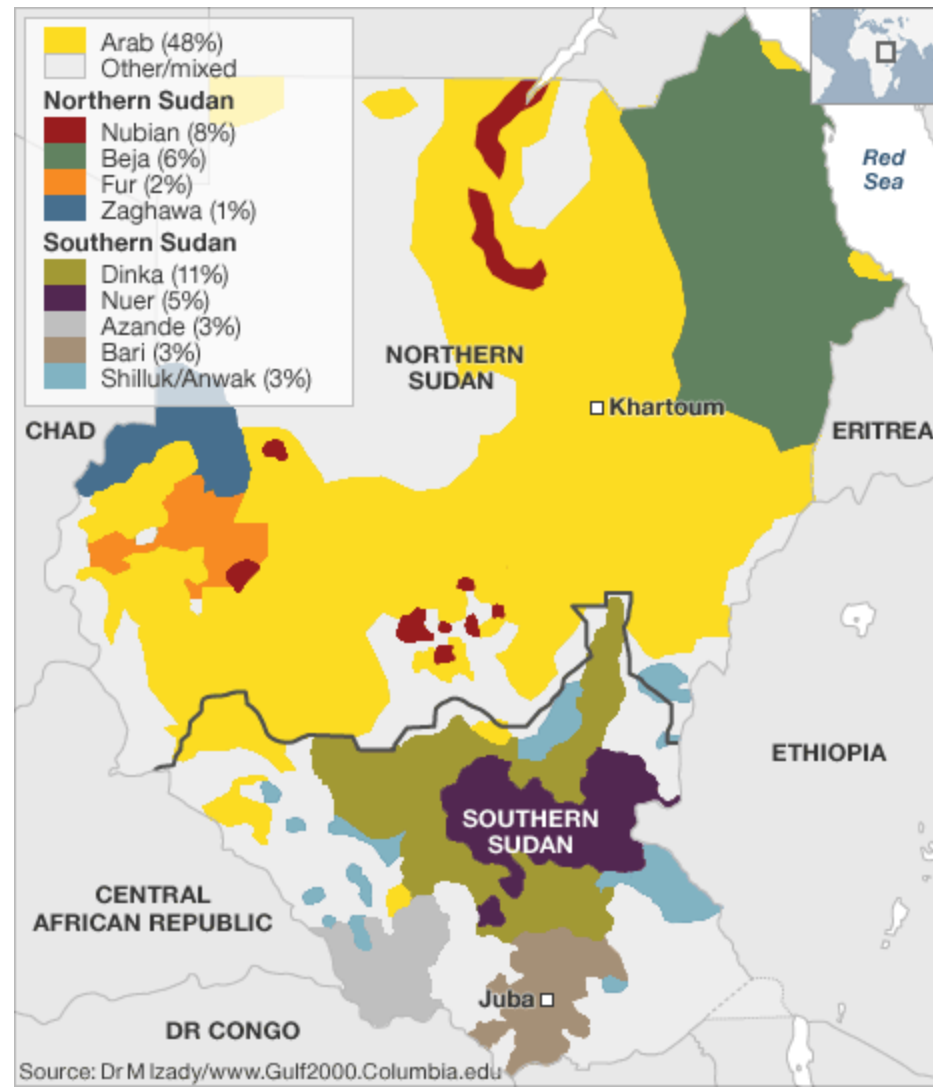 Arab (48%)
Other/mixed
Northern Sudan
Nubian (8%)
Beja (6%)
Fur (2%)
Zaghawa (1%)
Southern Sudan
Dinka (11%)
Nuer (5%)
Azande (3%)
Bari (3%)
Shilluk/Anwak (3%)
Red
Sea
NORTHERN
SUDAN
Khartoum
CHAD
ERITREA
ETHIOPIA
SOUTHERN
SUDAN
CENTRAL
AFRICAN REPUBLIC
Juba
DR CONGO
Source: Dr M Izady/www.Gulf2000.Columbia.edu